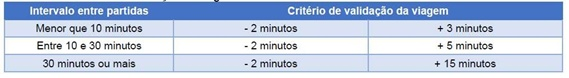 Intervalo entre partidas Critério de validação da viagem
Menor que 10 minutos - 2 minutos + 3 minutos
Entre 10 e 30 minutos - 2 minutos + 5 minutos
30 minutos ou mais - 2 minutos + 15 minutos